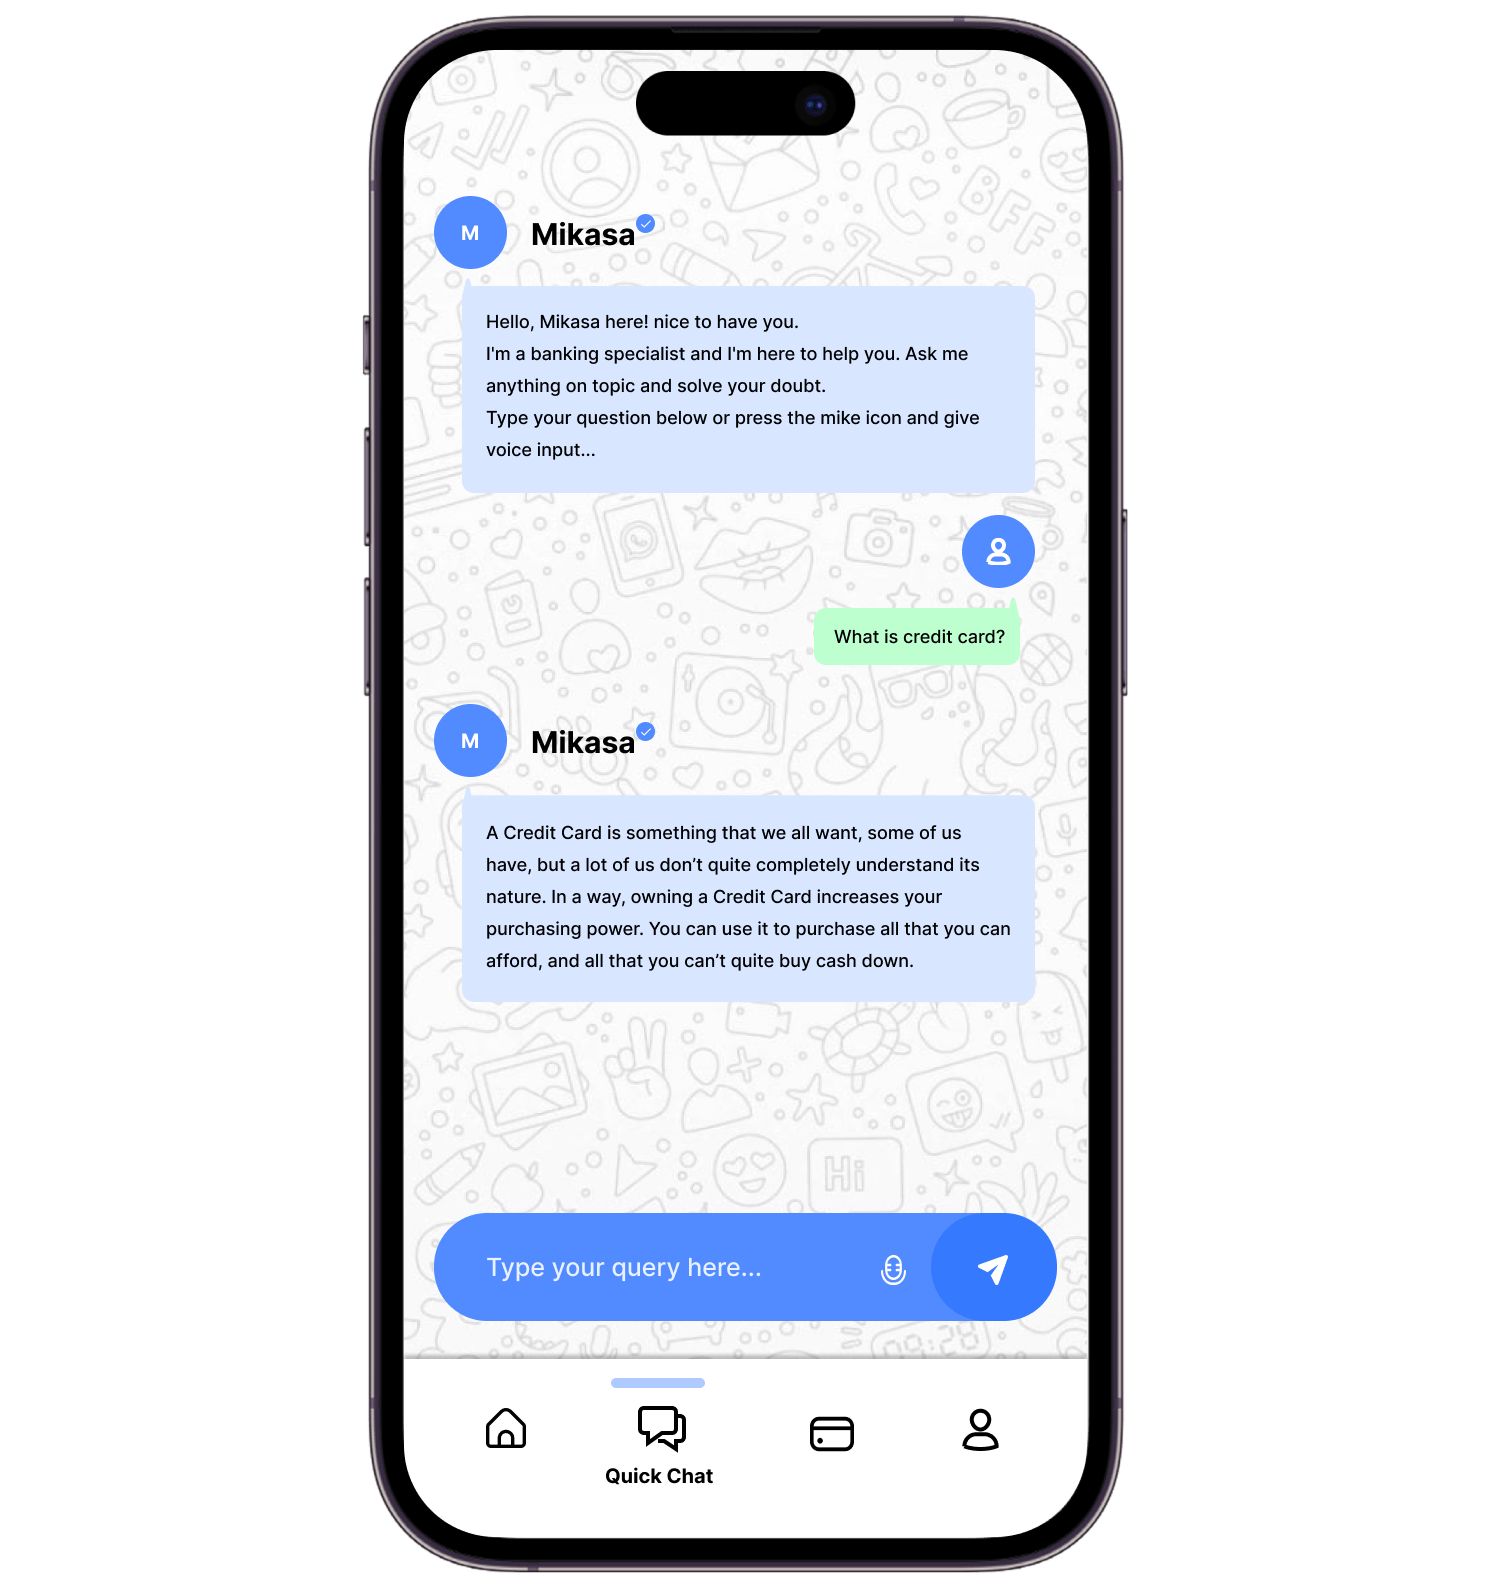 BFF
M
Mikasa
Hello, Mikasa here! nice to have you.
I'm a banking specialist and I'm here to help you. Ask me
anything on topic and solve your doubt.
Type your question below or press the mike icon and give
voice input...
What is credit card?
M
Mikasa
A Credit Card is something that we all want, some of us
have, but a lot of us don’t quite completely understand its
nature. In a way, owning a Credit Card increases your
purchasing power. You can use it to purchase all that you can
afford, and all that you can’t quite buy cash down.
Hi
Type your query here...
09:28
Quick Chat